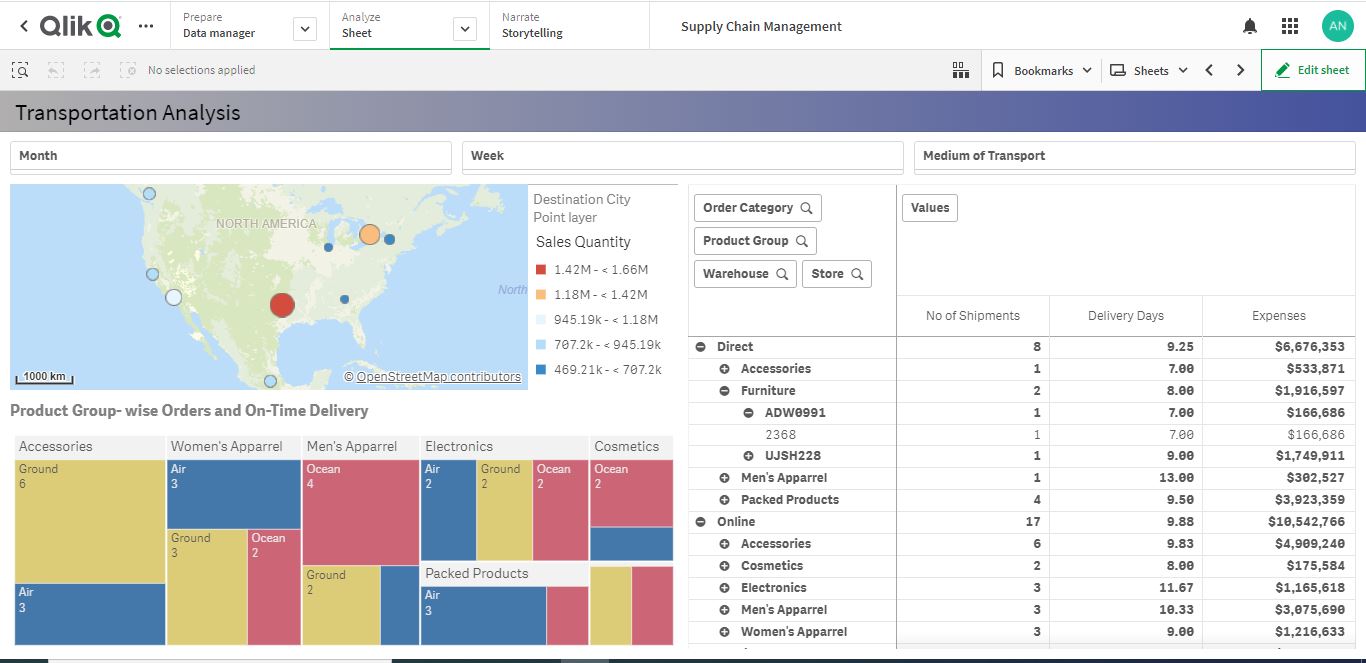 Qlik
Prepare
Data manager
Analyze
Sheet
Narrate
Storytelling
Supply Chain Management
AN
No selections applied
Bookmarks
Sheets
Edit sheet
Transportation Analysis
Month
Week
Medium of Transport
NORTH AMERICA
North
1000 km
© OpenStreetMap contributors
Destination City
Point layer
Sales Quantity
1.42M - < 1.66M
1.18M - < 1.42M
945.19k - < 1.18M
707.2k - < 945.19k
469.21k - < 707.2k
Product Group- wise Orders and On-Time Delivery
Accessories
Ground
6
Air
3
Women's Apparrel
Air
3
Ground
3
Ocean
2
Men's Apparrel
Ocean
4
Ground
2
Electronics
Air
2
Ground
2
Ocean
2
Packed Products
Air
3
Cosmetics
Ocean
2
Order Category
Product Group
Warehouse
Store
Values
No of Shipments Delivery Days Expenses
Direct 8 9.25 $6,676,353
Accessories 1 7.00 $533,871
Furniture 2 8.00 $1,916,597
ADW0991 1 7.00 $166,686
2368 1 7.00 $166,686
UJSH228 1 9.00 $1,749,911
Men's Apparrel 1 13.00 $302,527
Packed Products 4 9.50 $3,923,359
Online 17 9.88 $10,542,766
Accessories 6 9.83 $4,909,240
Cosmetics 2 8.00 $175,584
Electronics 3 11.67 $1,165,618
Men's Apparrel 3 10.33 $3,075,690
Women's Apparrel 3 9.00 $1,216,633